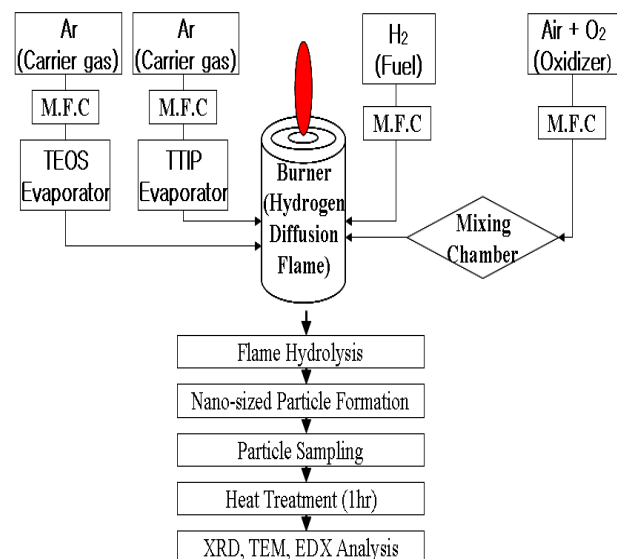 Ar
(Carrier gas)
Ar
(Carrier gas)
H₂
(Fuel)
Air + O₂
(Oxidizer)
M.F.C
M.F.C
M.F.C
M.F.C
TEOS
Evaporator
TTIP
Evaporator
Burner
(Hydrogen
Diffusion
Flame)
Mixing
Chamber
Flame Hydrolysis
Nano-sized Particle Formation
Particle Sampling
Heat Treatment (1hr)
XRD, TEM, EDX Analysis